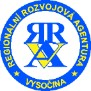 REGIONÁLNÍ ROZVOJOVÁ AGENTURA
RRA
VYSOČINA